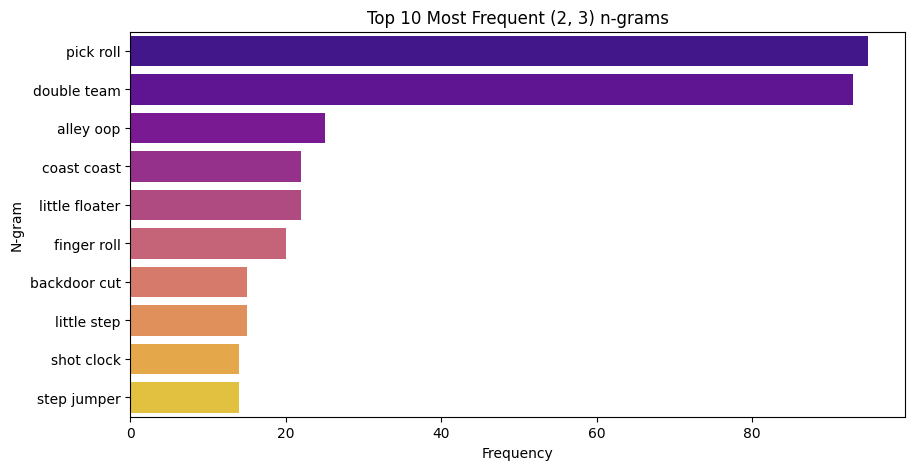 Top 10 Most Frequent (2, 3) n-grams
pick roll
double team
alley oop
coast coast
little floater
finger roll
backdoor cut
little step
shot clock
step jumper
N-gram
0 20 40 60 80
Frequency